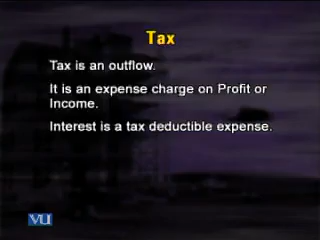 Tax
Tax is an outflow.
It is an expense charge on Profit or
Income.
Interest is a tax deductible expense.
VU